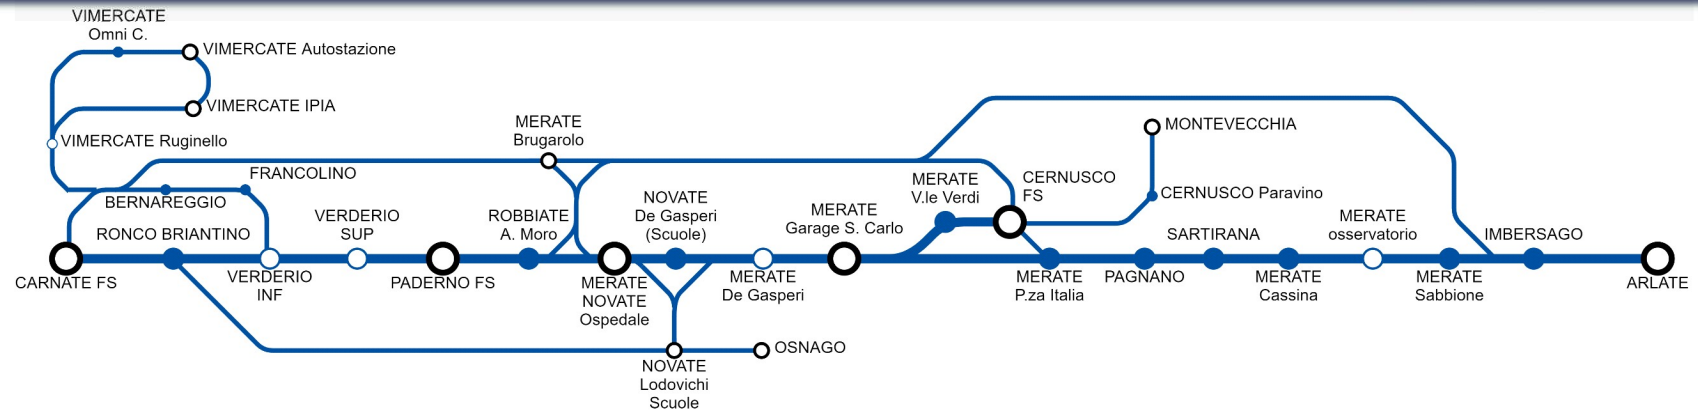 VIMERCATE
Omni C.
VIMERCATE Autostazione
VIMERCATE IPIA
VIMERCATE Ruginello
MERATE
Brugarolo
MONTEVECCHIA
FRANCOLINO
BERNAREGGIO
CERNUSCO
FS
CERNUSCO Paravino
MERATE
V.le Verdi
NOVATE
De Gasperi
(Scuole)
MERATE
Garage S. Carlo
ROBBIATE
A. Moro
VERDERIO
SUP
RONCO BRIANTINO
SARTIRANA
MERATE
osservatorio
IMBERSAGO
CARNATE FS
VERDERIO
INF
PADERNO FS
MERATE
NOVATE
Ospedale
MERATE
De Gasperi
MERATE
P.za Italia
PAGNANO
MERATE
Cassina
MERATE
Sabbione
ARLATE
OSNAGO
NOVATE
Lodovichi
Scuole